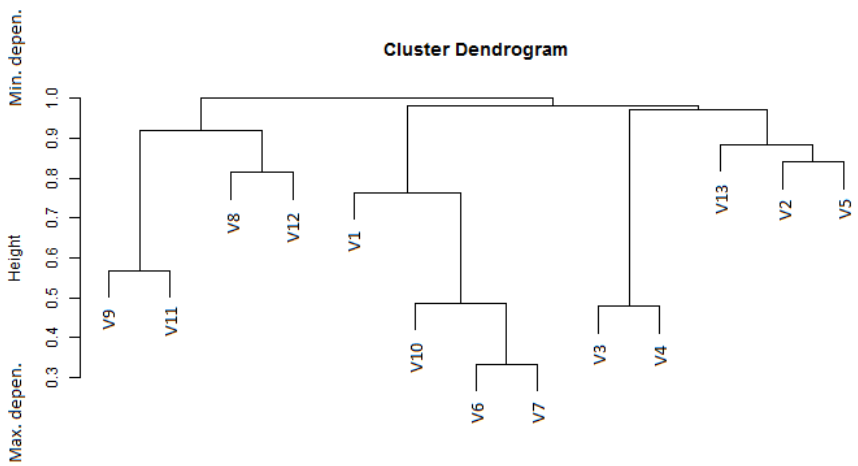 Cluster Dendrogram
Min. depen.
Height
Max. depen.
1.0
0.9
0.8
0.7
0.6
0.5
0.4
0.3
V9
V11
V8
V12
V1
V10
V6
V7
V3
V4
V13
V2
V5